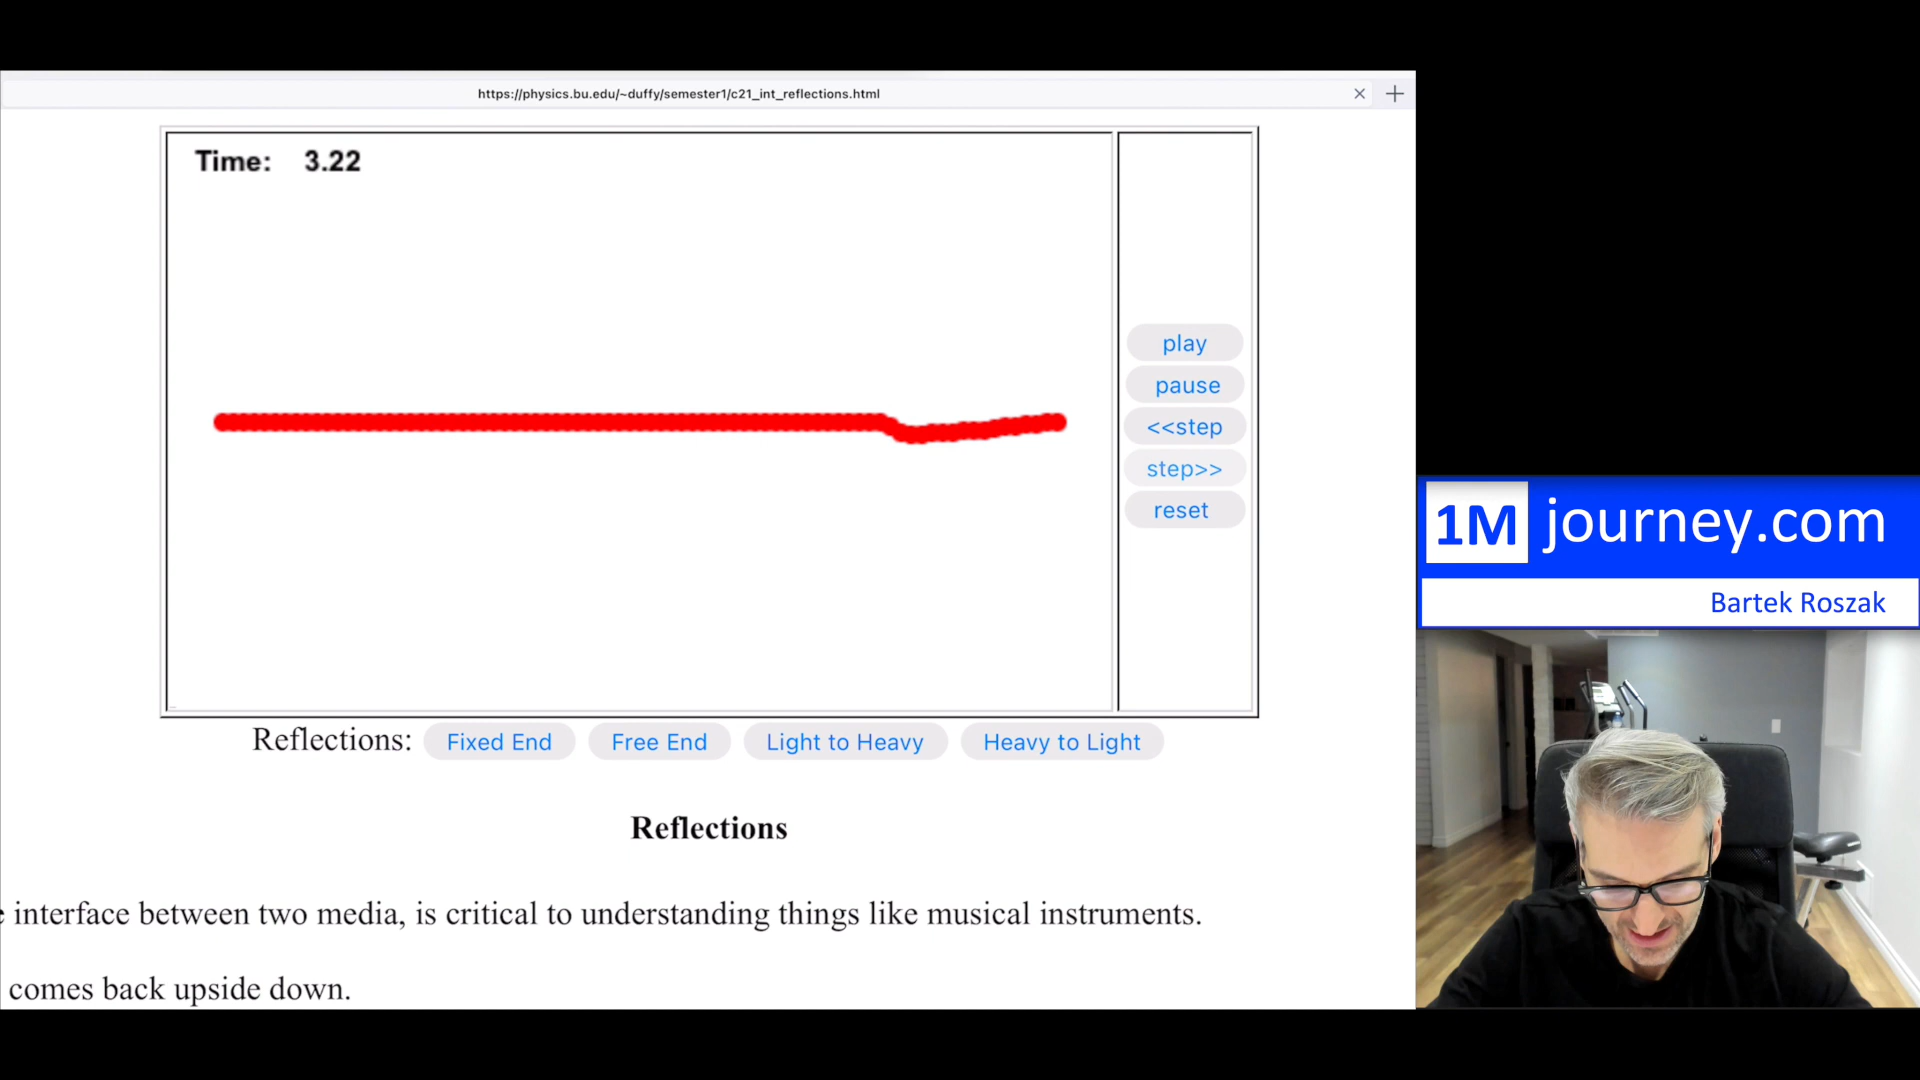 https://physics.bu.edu/~duffy/semester1/c21_int_reflections.html
Time: 3.22
play
pause
<<step
step>>
reset
Reflections: Fixed End Free End Light to Heavy Heavy to Light
Reflections
interface between two media, is critical to understanding things like musical instruments.
comes back upside down.
1M journey.com
Bartek Roszak